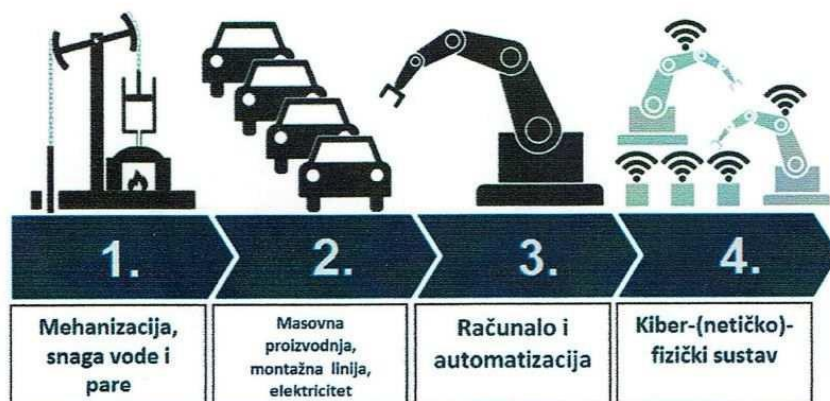 1.
2.
3.
4.
Mehanizacija,
snaga vode i
pare
Masovna
proizvodnja,
montažna linija,
elektricitet
Računalo i
automatizacija
Kiber-(netičko)-
fizički sustav